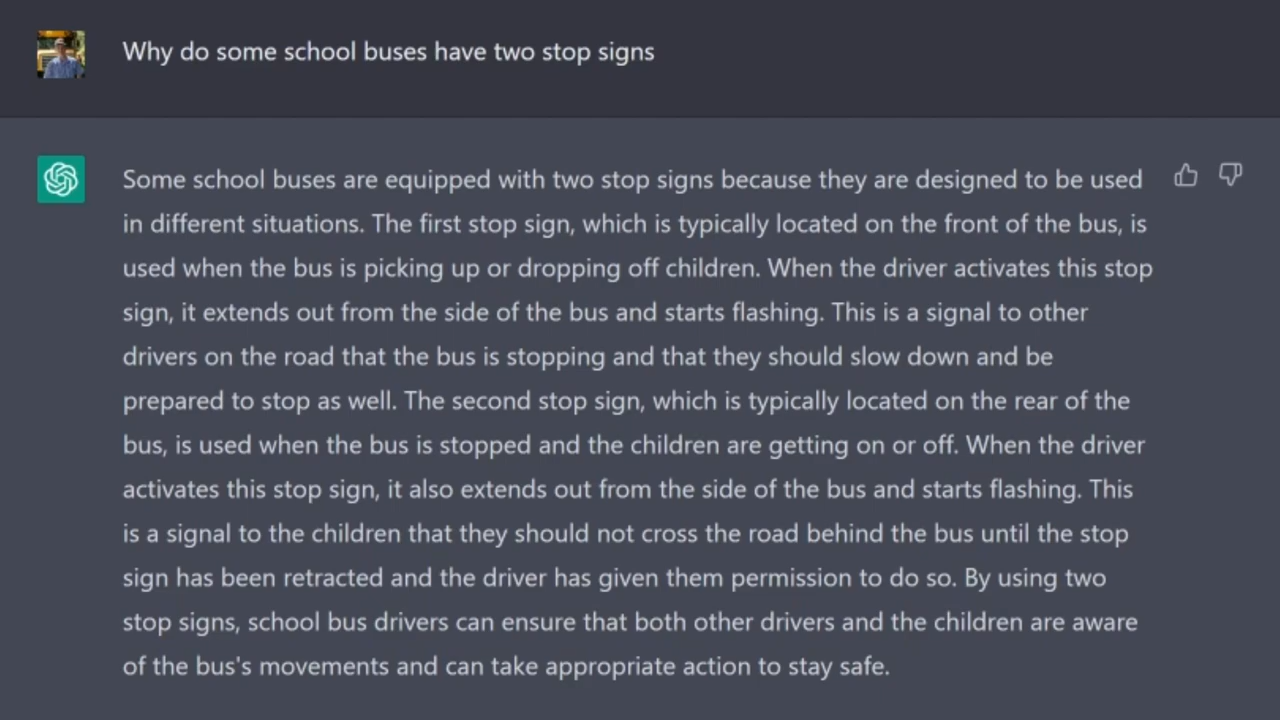 Why do some school buses have two stop signs
Some school buses are equipped with two stop signs because they are designed to be used
in different situations. The first stop sign, which is typically located on the front of the bus, is
used when the bus is picking up or dropping off children. When the driver activates this stop
sign, it extends out from the side of the bus and starts flashing. This is a signal to other
drivers on the road that the bus is stopping and that they should slow down and be
prepared to stop as well. The second stop sign, which is typically located on the rear of the
bus, is used when the bus is stopped and the children are getting on or off. When the driver
activates this stop sign, it also extends out from the side of the bus and starts flashing. This
is a signal to the children that they should not cross the road behind the bus until the stop
sign has been retracted and the driver has given them permission to do so. By using two
stop signs, school bus drivers can ensure that both other drivers and the children are aware
of the bus's movements and can take appropriate action to stay safe.